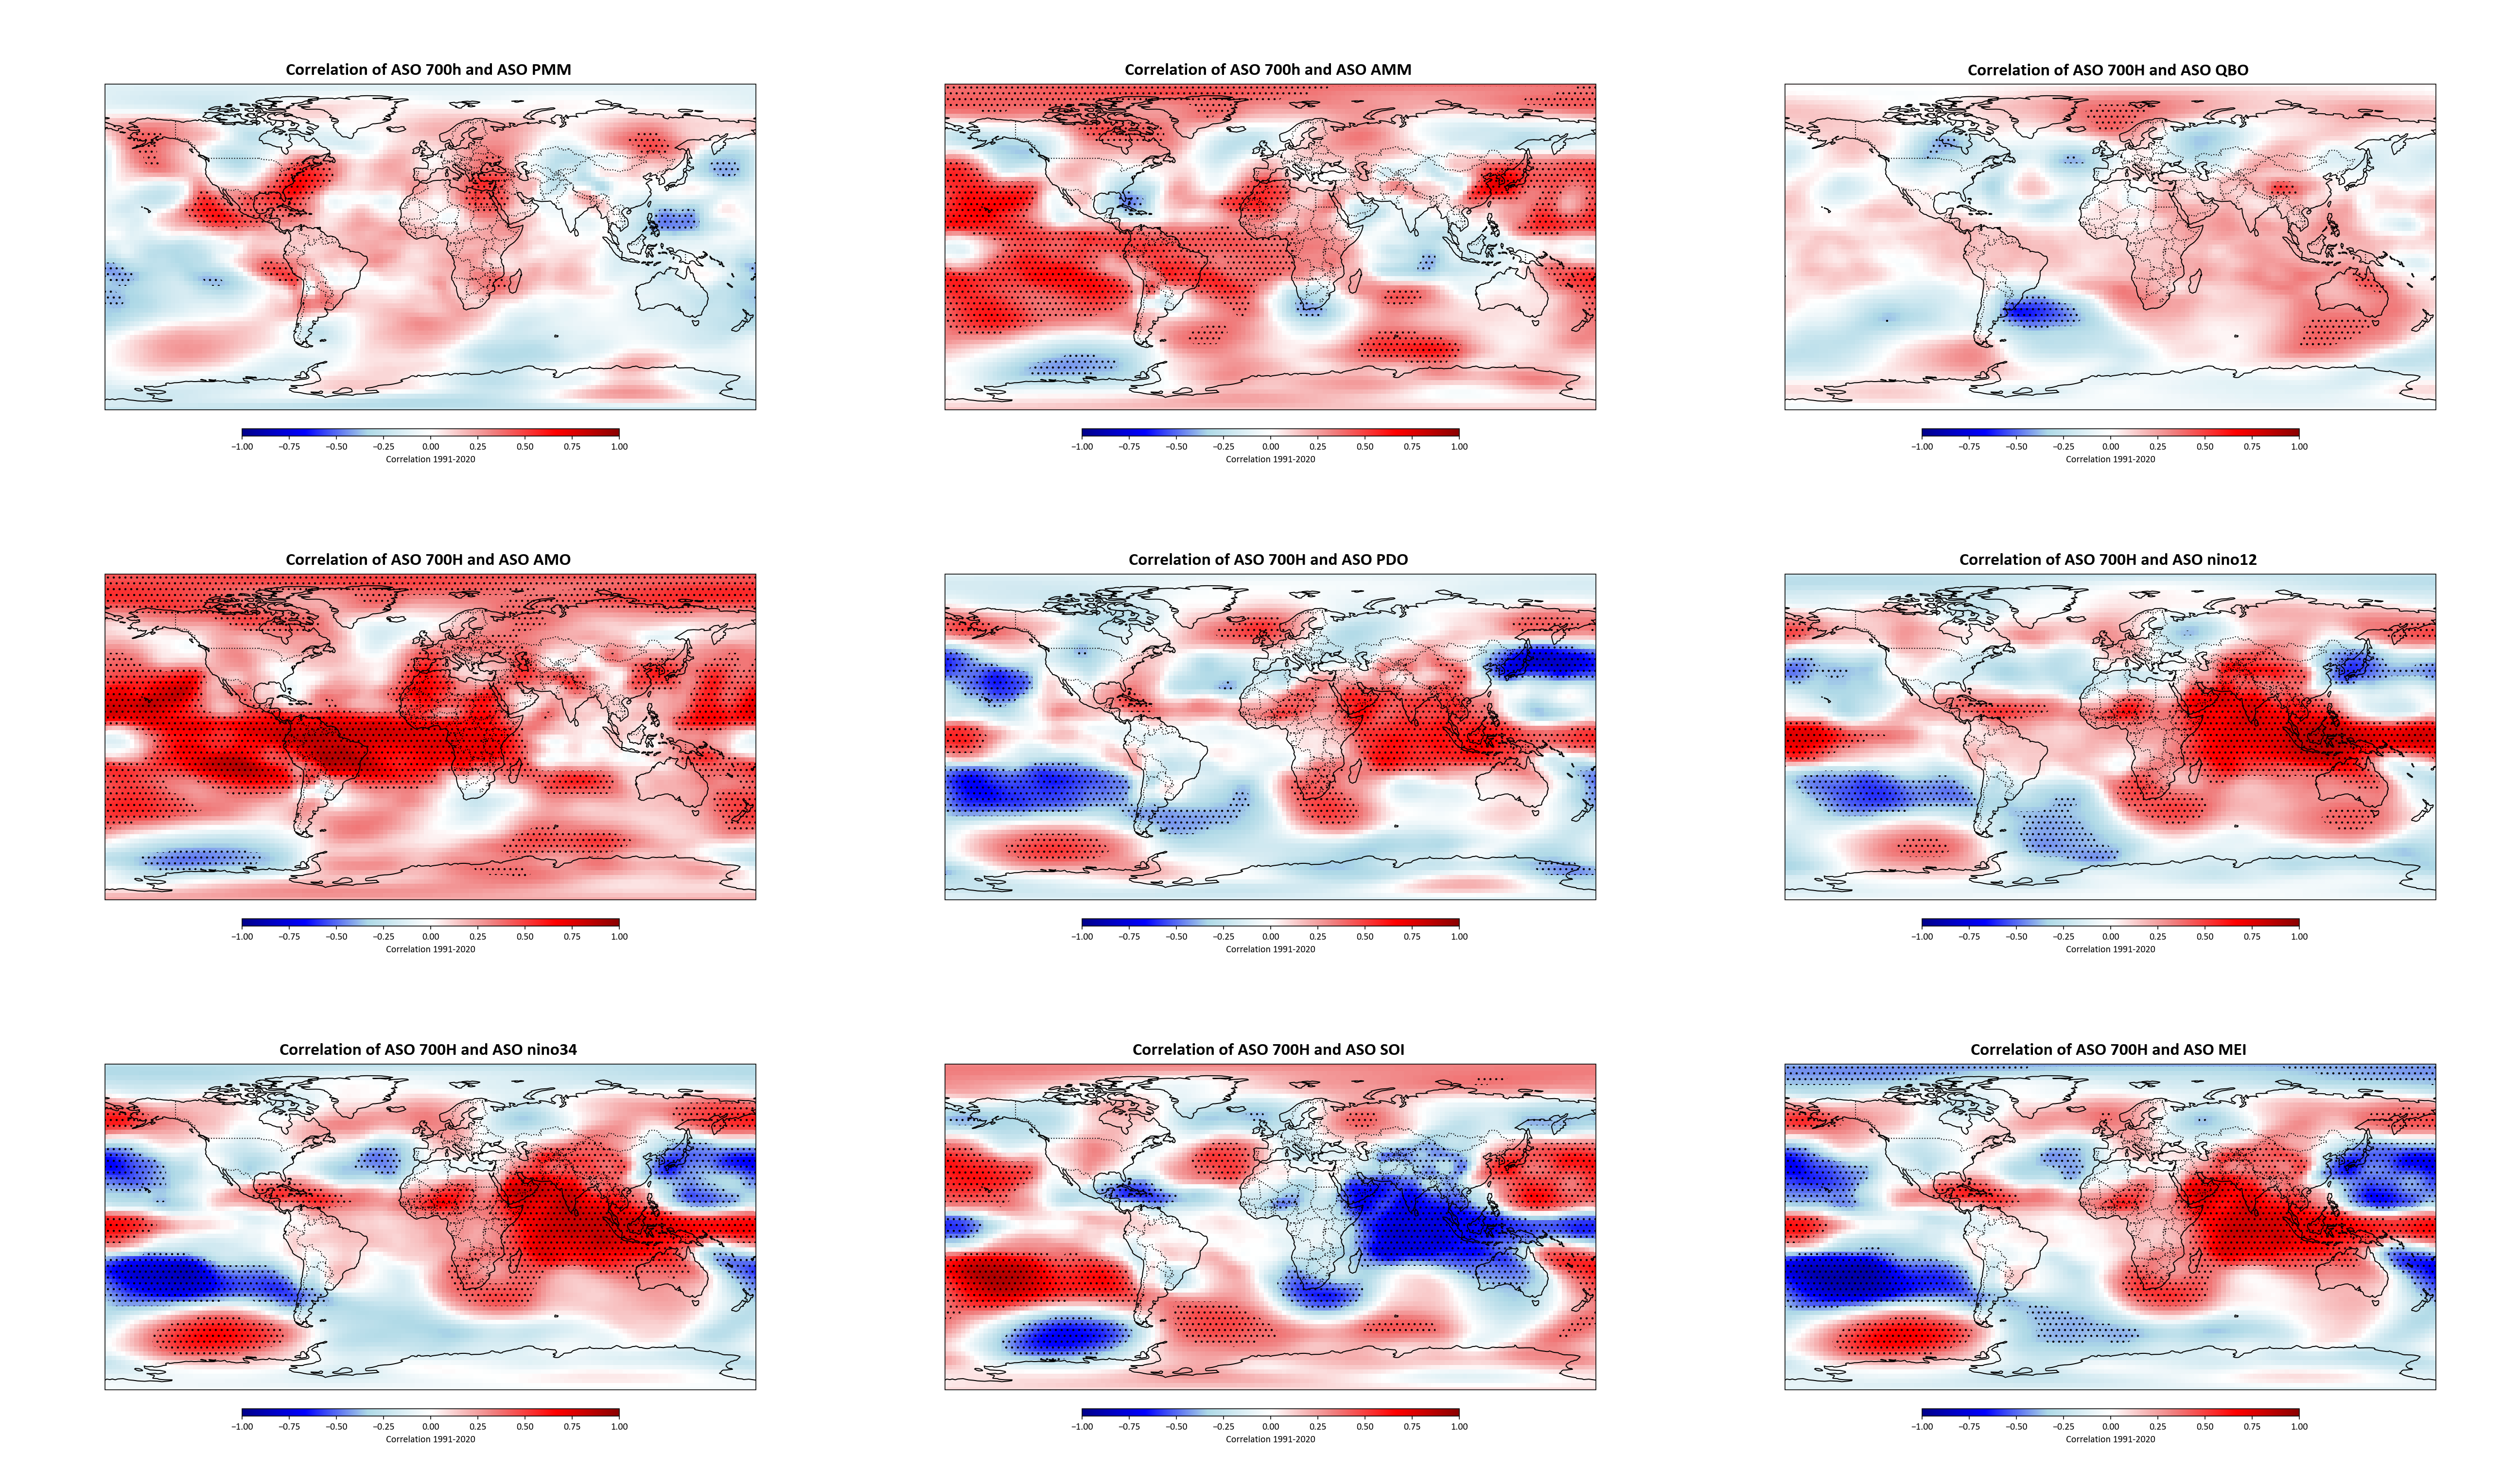 Correlation of ASO 700h and ASO PMM
−1.00 −0.75 −0.50 −0.25 0.00 0.25 0.50 0.75 1.00
Correlation 1991-2020
Correlation of ASO 700h and ASO AMM
−1.00 −0.75 −0.50 −0.25 0.00 0.25 0.50 0.75 1.00
Correlation 1991-2020
Correlation of ASO 700H and ASO QBO
−1.00 −0.75 −0.50 −0.25 0.00 0.25 0.50 0.75 1.00
Correlation 1991-2020
Correlation of ASO 700H and ASO AMO
−1.00 −0.75 −0.50 −0.25 0.00 0.25 0.50 0.75 1.00
Correlation 1991-2020
Correlation of ASO 700H and ASO PDO
−1.00 −0.75 −0.50 −0.25 0.00 0.25 0.50 0.75 1.00
Correlation 1991-2020
Correlation of ASO 700H and ASO nino12
−1.00 −0.75 −0.50 −0.25 0.00 0.25 0.50 0.75 1.00
Correlation 1991-2020
Correlation of ASO 700H and ASO nino34
−1.00 −0.75 −0.50 −0.25 0.00 0.25 0.50 0.75 1.00
Correlation 1991-2020
Correlation of ASO 700H and ASO SOI
−1.00 −0.75 −0.50 −0.25 0.00 0.25 0.50 0.75 1.00
Correlation 1991-2020
Correlation of ASO 700H and ASO MEI
−1.00 −0.75 −0.50 −0.25 0.00 0.25 0.50 0.75 1.00
Correlation 1991-2020